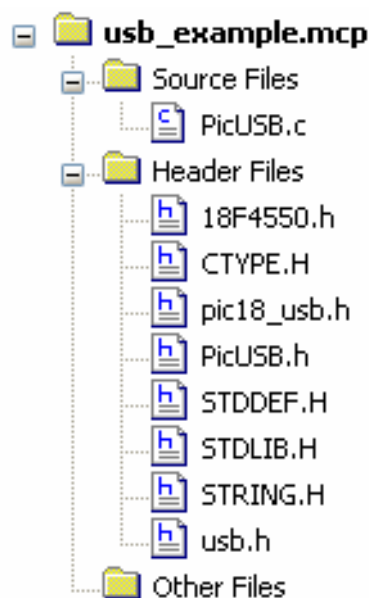 usb_example.mcp
Source Files
PicUSB.c
Header Files
18F4550.h
CTYPE.H
pic18_usb.h
PicUSB.h
STDDEF.H
STDLIB.H
STRING.H
usb.h
Other Files